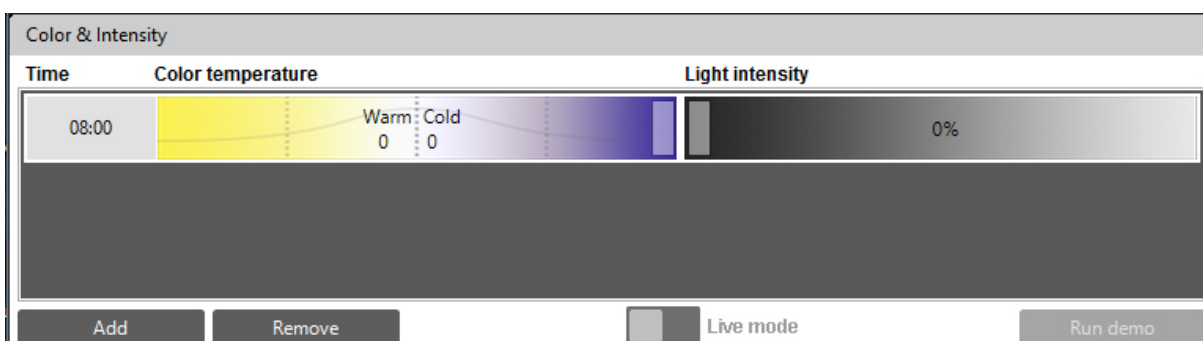 Color & Intensity
Time Color temperature Light intensity
08:00 Warm Cold 0%
0 0
Add Remove Live mode Run demo